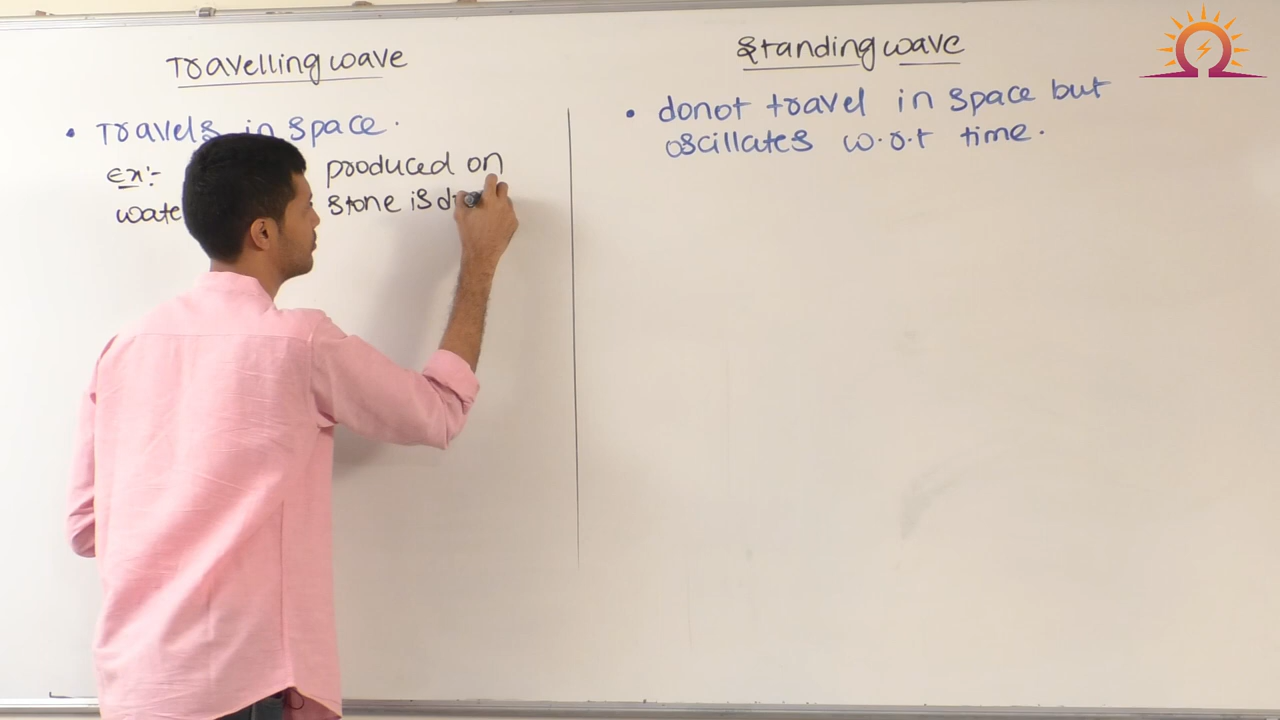 Travelling wave
• Travels in space.
ex:- produced on
stone is
Standing wave
• donot travel in space but
oscillates w.r.t time.